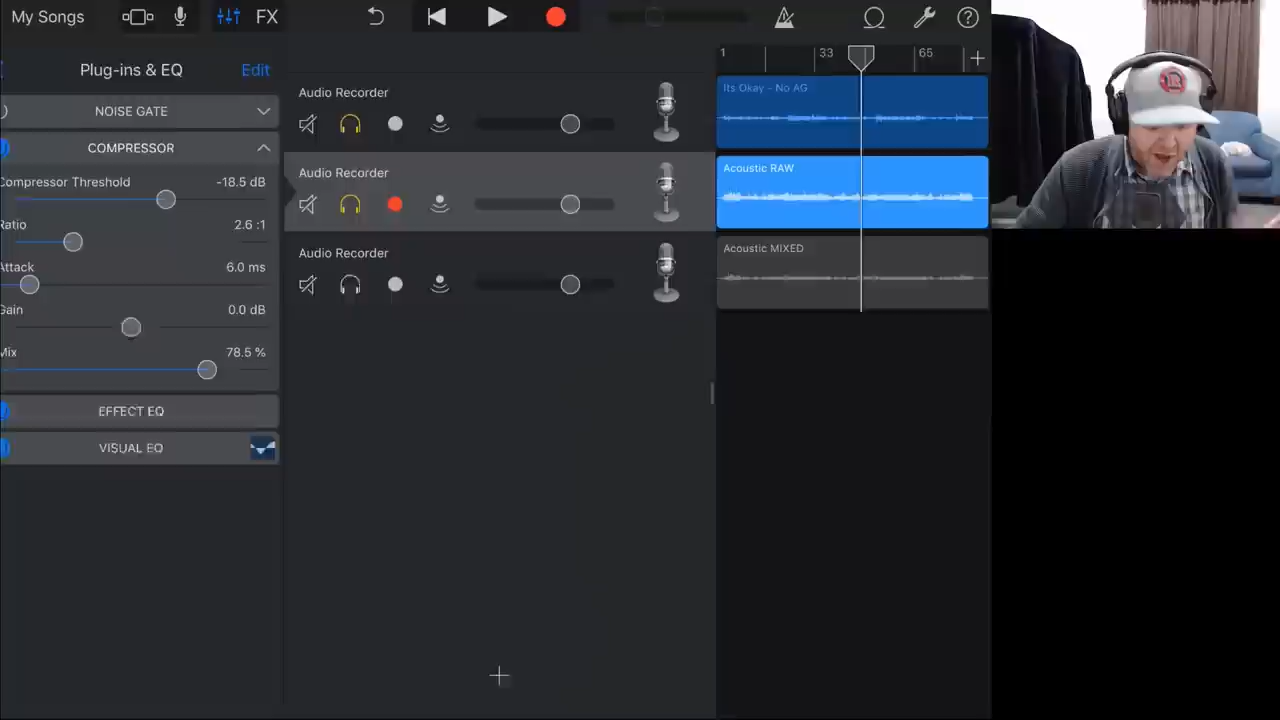 My Songs
FX
Plug-ins & EQ
Edit
NOISE GATE
COMPRESSOR
Compressor Threshold
-18.5 dB
Ratio
2.6 :1
Attack
6.0 ms
Gain
0.0 dB
Mix
78.5 %
EFFECT EQ
VISUAL EQ
Audio Recorder
Audio Recorder
Audio Recorder
1
33
65
Its Okay - No AG
Acoustic RAW
Acoustic MIXED